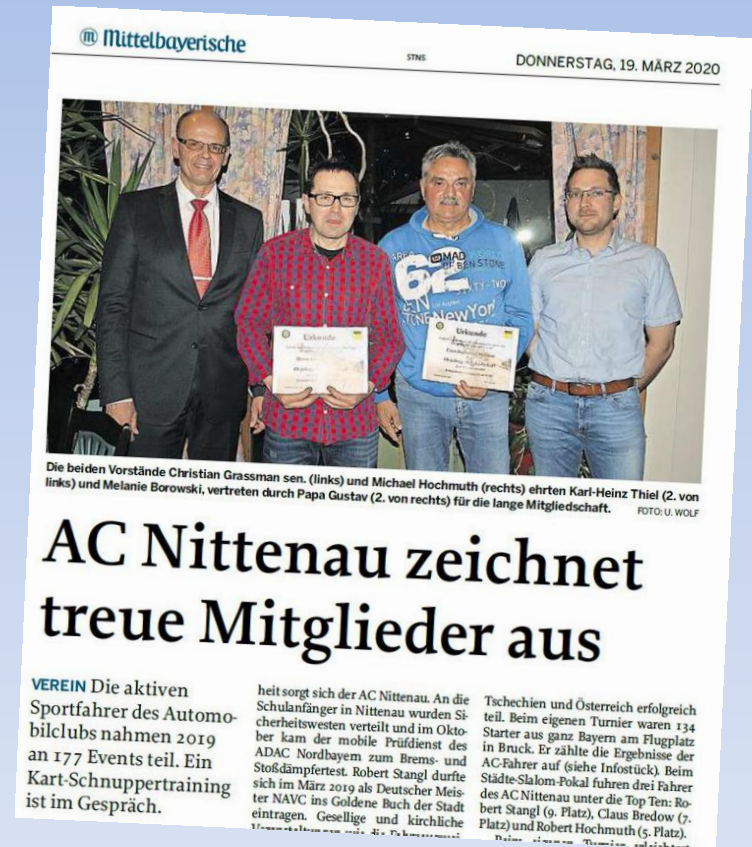 Mittelbayerische
STNS
DONNERSTAG, 19. MÄRZ 2020
AREA
MAD
62
BEN STONE
SIXTY-TWO
NewYork
Urkunde
Urkunde
Die beiden Vorstände Christian Grassman sen. (links) und Michael Hochmuth (rechts) ehrten Karl-Heinz Thiel (2. von
links) und Melanie Borowski, vertreten durch Papa Gustav (2. von rechts) für die lange Mitgliedschaft.
FOTO: U. WOLF
AC Nittenau zeichnet
treue Mitglieder aus
VEREIN Die aktiven
Sportfahrer des Automo-
bilclubs nahmen 2019
an 177 Events teil. Ein
Kart-Schnuppertraining
ist im Gespräch.
heit sorgt sich der AC Nittenau. An die
Schulanfänger in Nittenau wurden Si-
cherheitswesten verteilt und im Okto-
ber kam der mobile Prüfdienst des
ADAC Nordbayern zum Brems- und
Stoßdämpfertest. Robert Stangl durfte
sich im März 2019 als Deutscher Meis-
ter NAVC ins Goldene Buch der Stadt
eintragen. Gesellige und kirchliche
Tschechien und Österreich erfolgreich
teil. Beim eigenen Turnier waren 134
Starter aus ganz Bayern am Flugplatz
in Bruck. Er zählte die Ergebnisse der
AC-Fahrer auf (siehe Infostück). Beim
Städte-Slalom-Pokal fuhren drei Fahrer
des AC Nittenau unter die Top Ten: Ro-
bert Stangl (9. Platz), Claus Bredow (7.
Platz) und Robert Hochmuth (5. Platz).